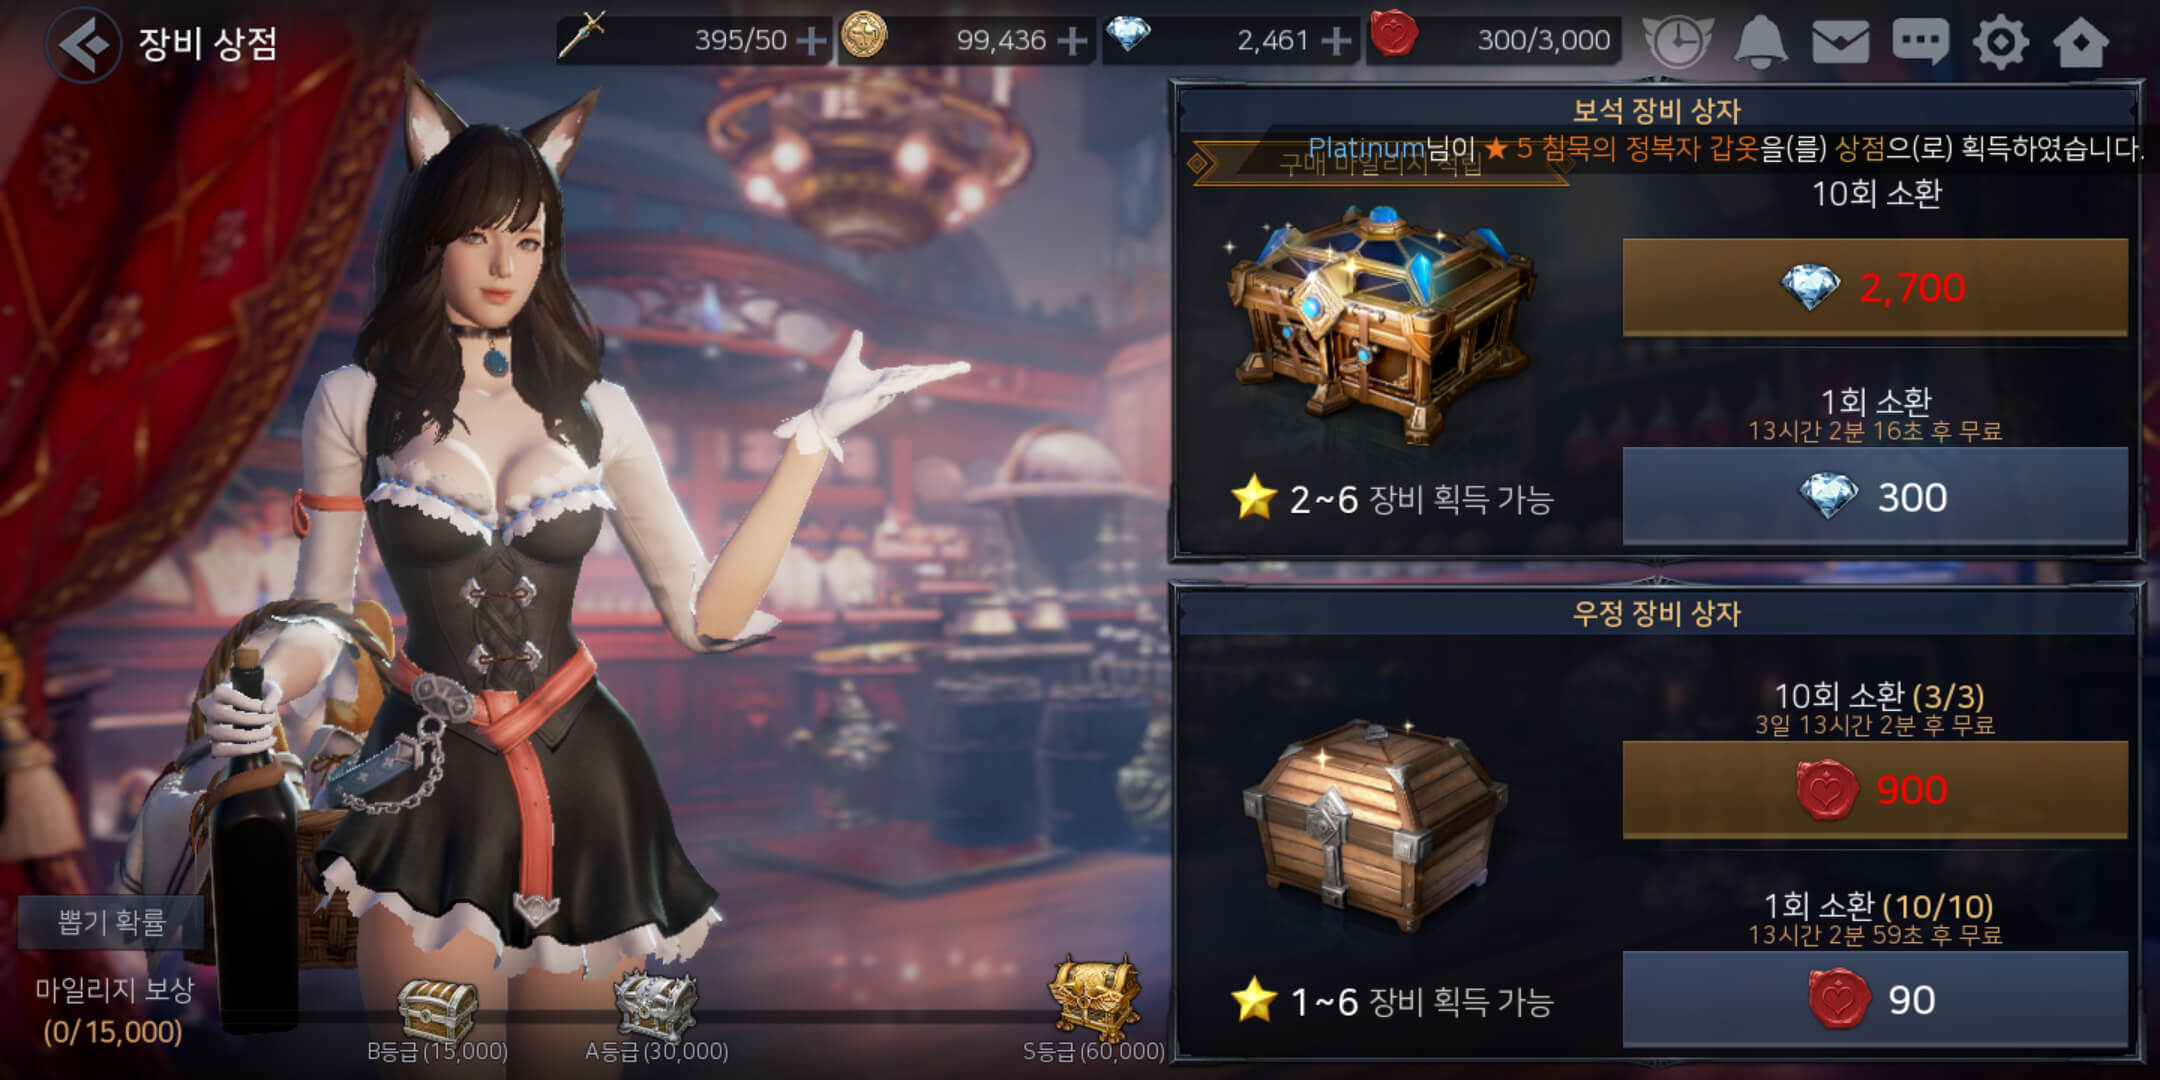 장비 상점
395/50
99,436
2,461
300/3,000
보석 장비 상자
Platinum님이 ★ 5 침묵의 정복자 갑옷을(를) 상점으(로) 획득하였습니다.
구매 마일리지 적립
10회 소환
2,700
1회 소환
13시간 2분 16초 후 무료
300
2~6 장비 획득 가능
우정 장비 상자
10회 소환 (3/3)
3일 13시간 2분 후 무료
900
1회 소환 (10/10)
13시간 2분 59초 후 무료
90
1~6 장비 획득 가능
뽑기 확률
마일리지 보상
(0/15,000)
B등급(15,000)
A등급(30,000)
S등급(60,000)